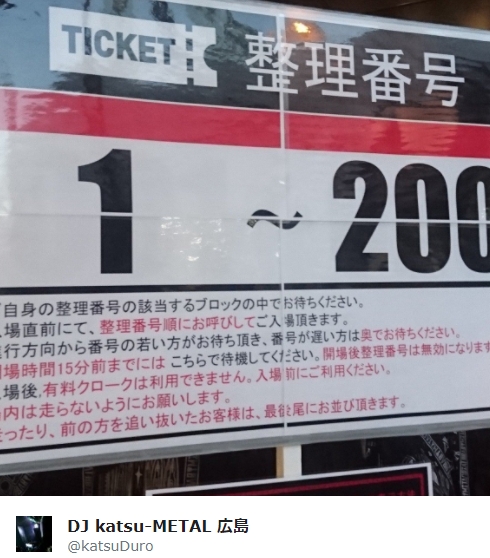 TICKET 整理番号
1 ~ 200
自身の整理番号の該当するブロックの中でお待ちください。
場直前にて、整理番号順にお呼びしてご入場頂きます。
行方向から番号の若い方がお待ち頂き、番号が遅い方は奥でお待ちください。
場時間15分前までには こちらで待機してください。開場後整理番号は無効になります
場後,有料クロークは利用できません。入場前にご利用ください。
内は走らないようにお願いします。
ったり、前の方を追い抜いたお客様は、最後尾にお並び頂きます。
DJ katsu-METAL 広島
@katsuDuro